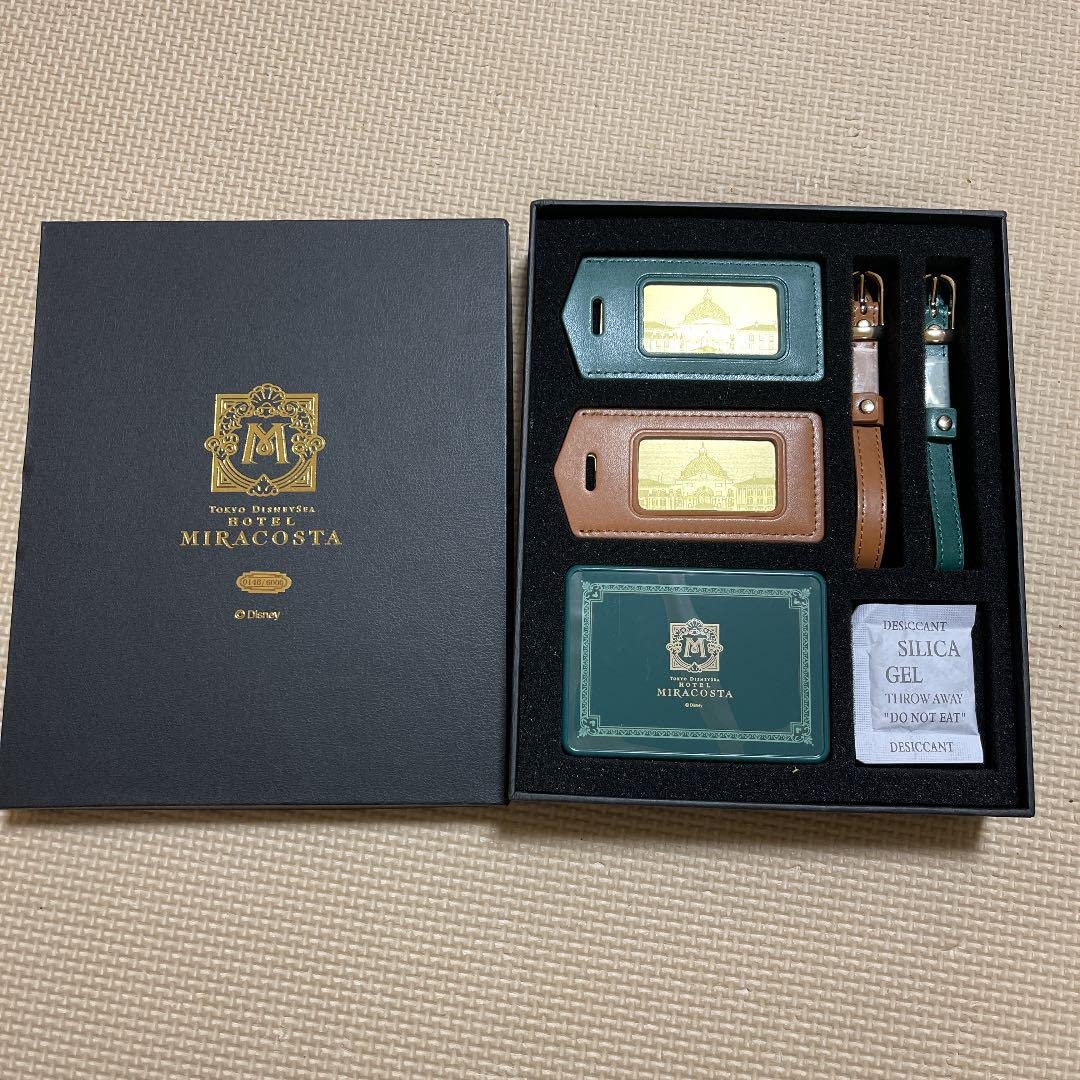 M
TOKYO DISNEYSEA
HOTEL
MIRACOSTA
0146/6000
© Disney
M
TOKYO DISNEYSEA
HOTEL
MIRACOSTA
© Disney
DESICCANT
SILICA
GEL
THROW AWAY
"DO NOT EAT"
DESICCANT